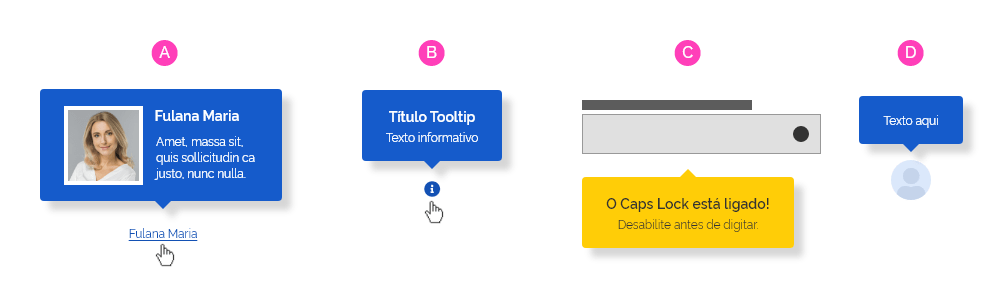 A
B
C
D
Fulana Maria
Amet, massa sit,
quis sollicitudin ca
justo, nunc nulla.
Fulana Maria
Título Tooltip
Texto informativo
i
O Caps Lock está ligado!
Desabilite antes de digitar.
Texto aqui